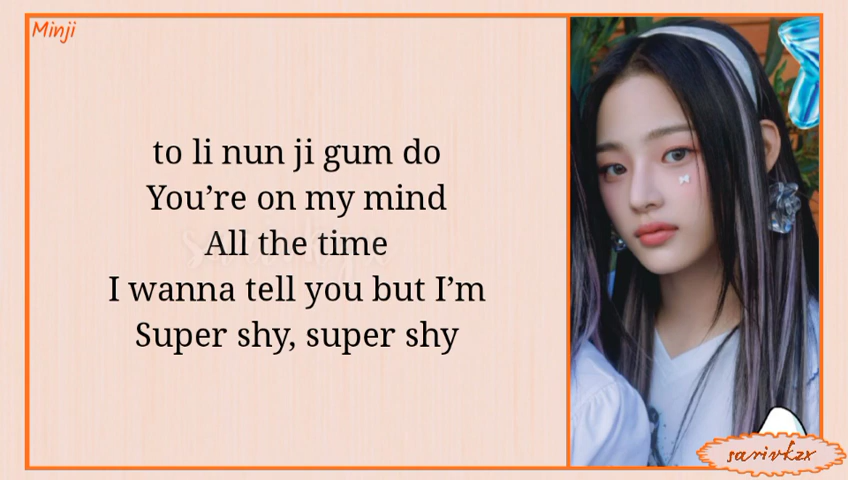 Minji
to li nun ji gum do
You’re on my mind
All the time
I wanna tell you but I’m
Super shy, super shy
sarivkzx